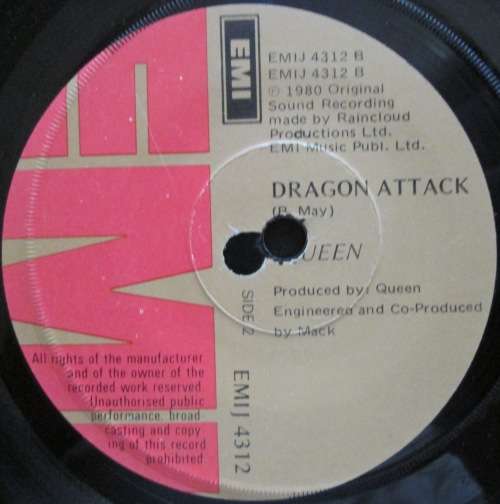 EMI
EMI
EMIJ 4312 B
EMIJ 4312 B
℗ 1980 Original
Sound Recording
made by Raincloud
Productions Ltd.
EMI Music Publ. Ltd.
DRAGON ATTACK
(B. May)
QUEEN
Produced by: Queen
Engineered and Co-Produced
by Mack
SIDE 2
EMIJ 4312
All rights of the manufacturer
and of the owner of the
recorded work reserved.
Unauthorised public
performance, broad-
casting and copy-
ing of this record
prohibited.